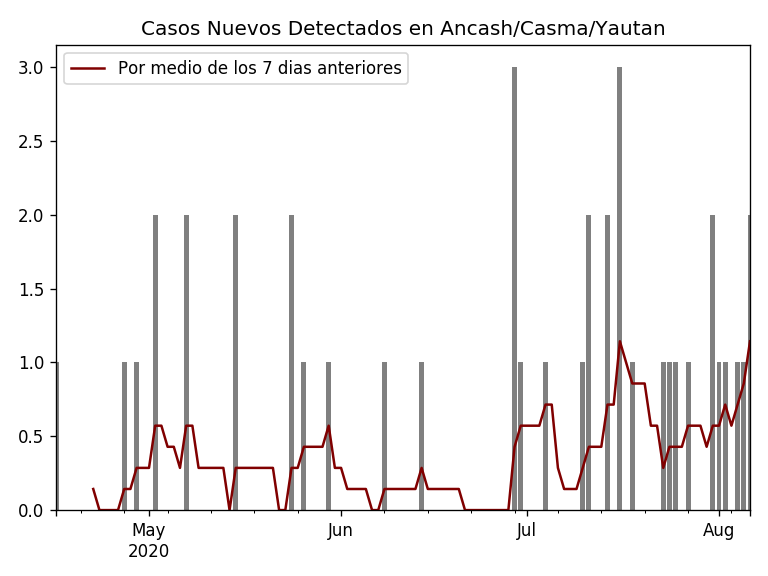 Casos Nuevos Detectados en Ancash/Casma/Yautan
Por medio de los 7 dias anteriores
3.0
2.5
2.0
1.5
1.0
0.5
0.0
May Jun Jul Aug
2020